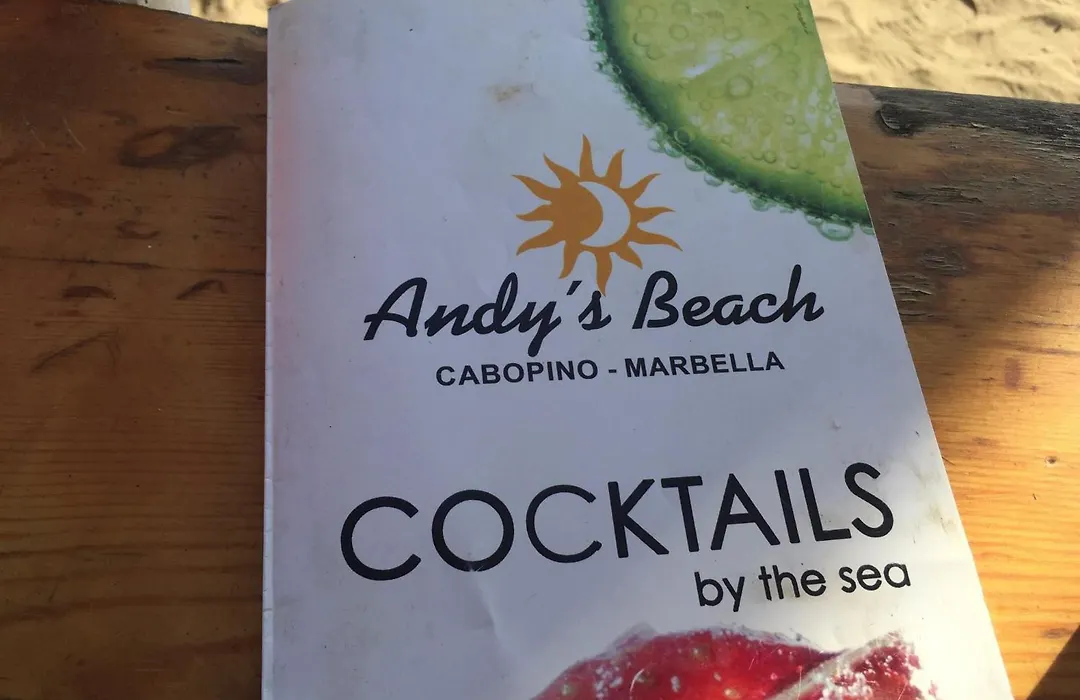 Andy's Beach
CABOPINO - MARBELLA
COCKTAILS
by the sea